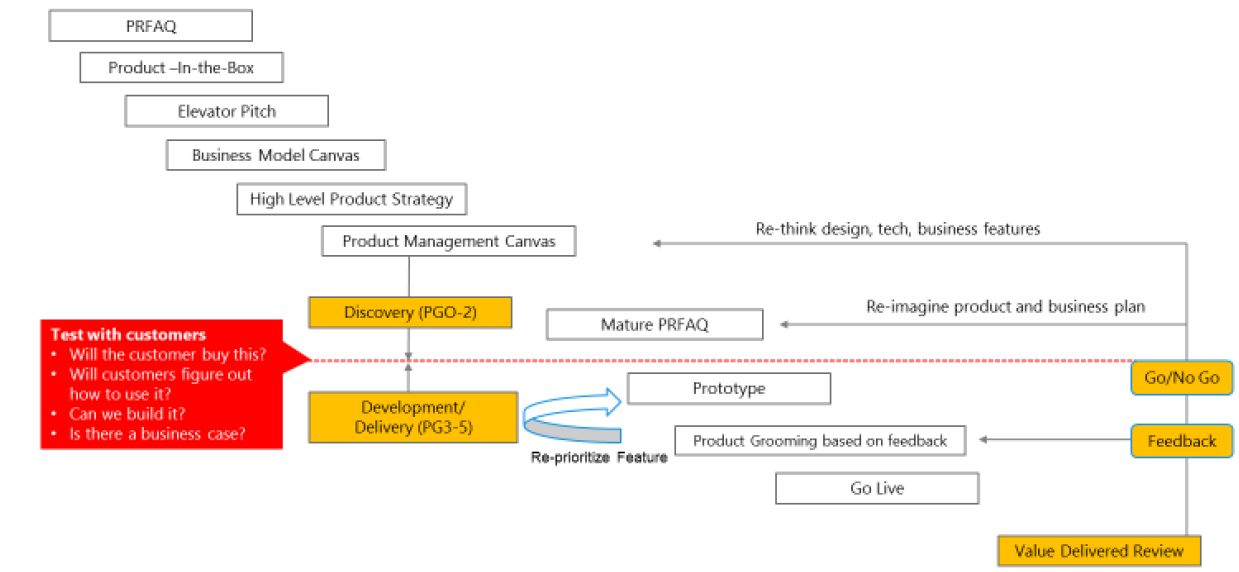 PRFAQ
Product –In-the-Box
Elevator Pitch
Business Model Canvas
High Level Product Strategy
Product Management Canvas
Re-think design, tech, business features
Discovery (PGO-2)
Mature PRFAQ
Re-imagine product and business plan
Test with customers
• Will the customer buy this?
• Will customers figure out
how to use it?
• Can we build it?
• Is there a business case?
Go/No Go
Prototype
Development/
Delivery (PG3-5)
Re-prioritize Feature
Product Grooming based on feedback
Feedback
Go Live
Value Delivered Review